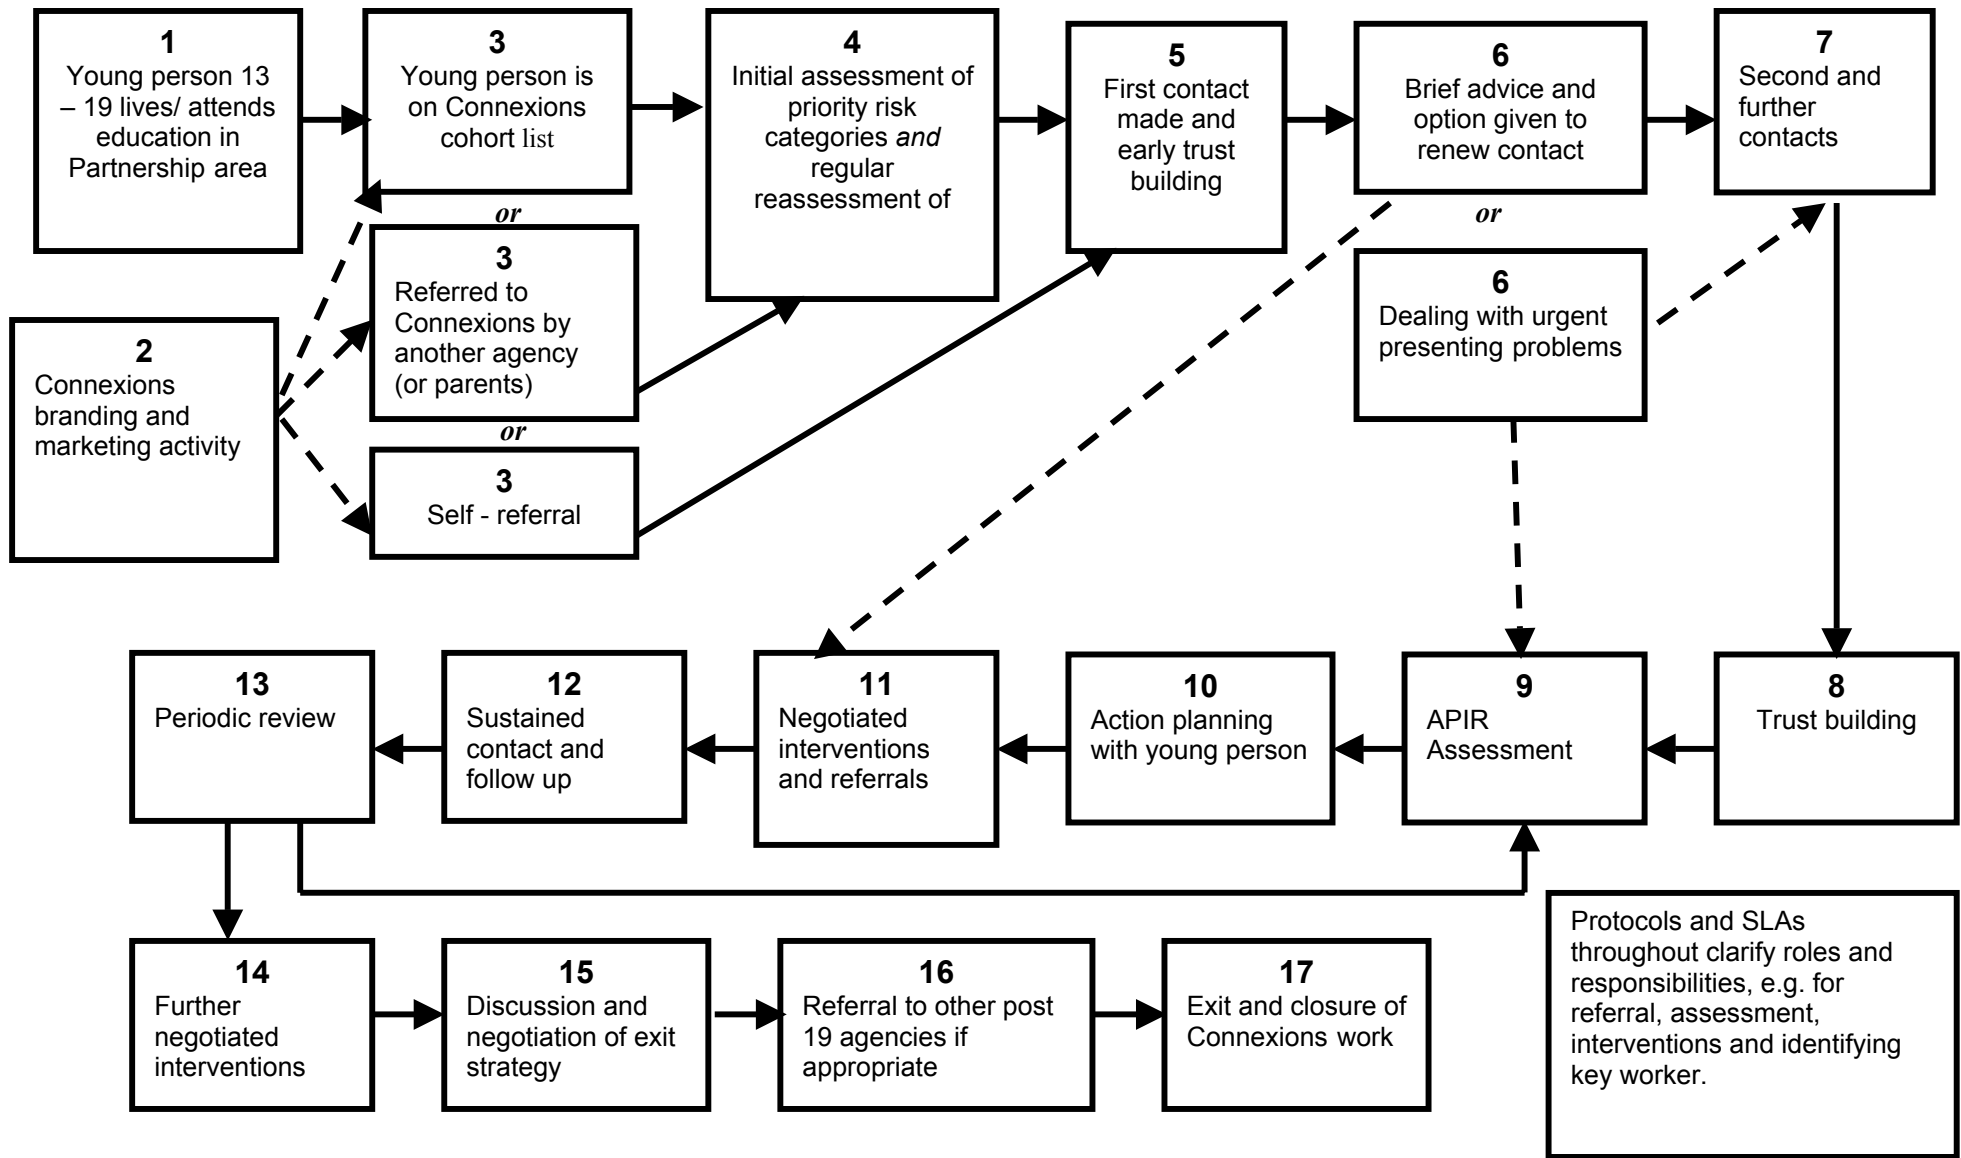 1
Young person 13
– 19 lives/ attends
education in
Partnership area
2
Connexions
branding and
marketing activity
3
Young person is
on Connexions
cohort list
or
3
Referred to
Connexions by
another agency
(or parents)
or
3
Self - referral
4
Initial assessment of
priority risk
categories and
regular
reassessment of
5
First contact
made and
early trust
building
6
Brief advice and
option given to
renew contact
or
6
Dealing with urgent
presenting problems
7
Second and
further
contacts
8
Trust building
9
APIR
Assessment
10
Action planning
with young person
11
Negotiated
interventions
and referrals
12
Sustained
contact and
follow up
13
Periodic review
14
Further
negotiated
interventions
15
Discussion and
negotiation of exit
strategy
16
Referral to other post
19 agencies if
appropriate
17
Exit and closure of
Connexions work
Protocols and SLAs
throughout clarify roles and
responsibilities, e.g. for
referral, assessment,
interventions and identifying
key worker.